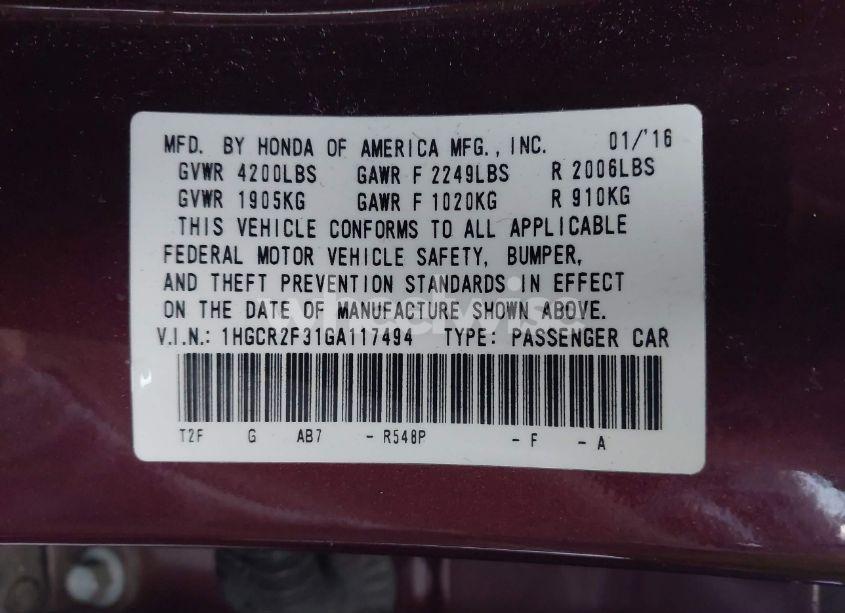 MFD. BY HONDA OF AMERICA MFG., INC. 01/'16
GVWR 4200LBS GAWR F 2249LBS R 2006LBS
GVWR 1905KG GAWR F 1020KG R 910KG
THIS VEHICLE CONFORMS TO ALL APPLICABLE
FEDERAL MOTOR VEHICLE SAFETY, BUMPER,
AND THEFT PREVENTION STANDARDS IN EFFECT
ON THE DATE OF MANUFACTURE SHOWN ABOVE.
V.I.N.: 1HGCR2F31GA117494 TYPE: PASSENGER CAR
T2F G AB7 - R548P - F - A